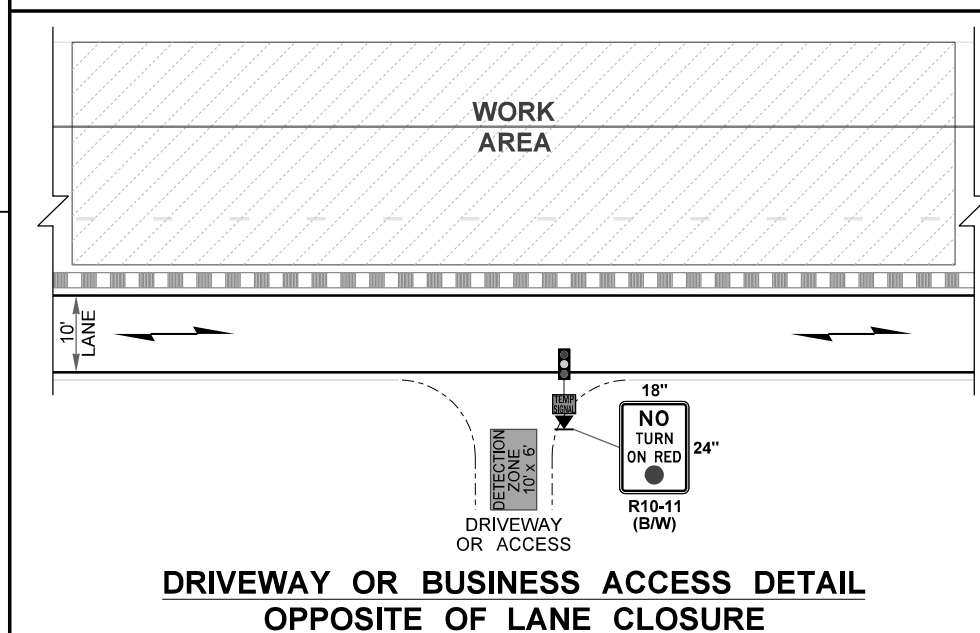 WORK
AREA
10'
LANE
TEMP
SIGNAL
18"
NO
TURN
ON RED
24"
R10-11
(B/W)
DETECTION
ZONE
10' x 6'
DRIVEWAY
OR ACCESS
DRIVEWAY OR BUSINESS ACCESS DETAIL
OPPOSITE OF LANE CLOSURE